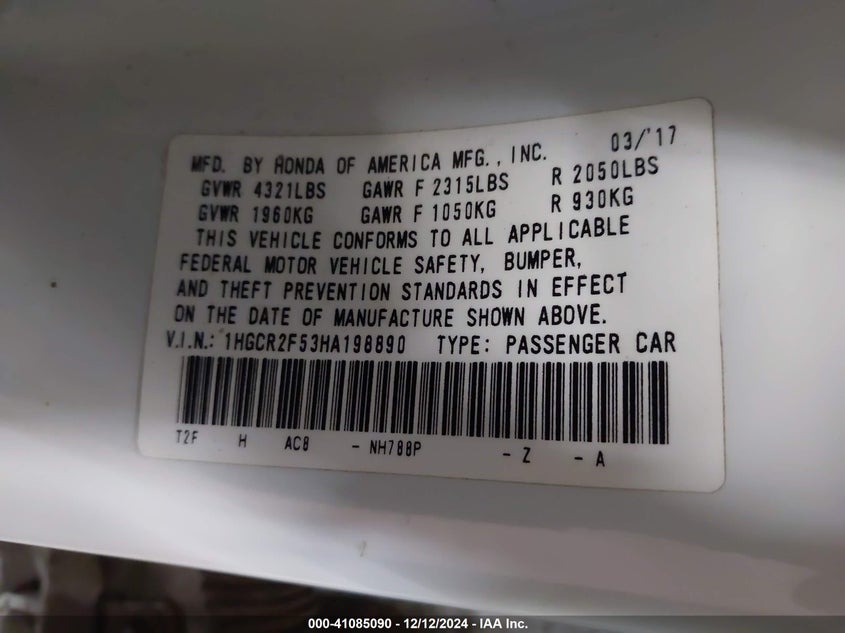 MFD. BY HONDA OF AMERICA MFG., INC. 03/'17
GVWR 4321LBS GAWR F 2315LBS R 2050LBS
GVWR 1960KG GAWR F 1050KG R 930KG
THIS VEHICLE CONFORMS TO ALL APPLICABLE
FEDERAL MOTOR VEHICLE SAFETY, BUMPER,
AND THEFT PREVENTION STANDARDS IN EFFECT
ON THE DATE OF MANUFACTURE SHOWN ABOVE.
V.I.N.: 1HGCR2F53HA198890 TYPE: PASSENGER CAR
T2F H AC8 - NH788P - Z - A
000-41085090 - 12/12/2024 - IAA Inc.